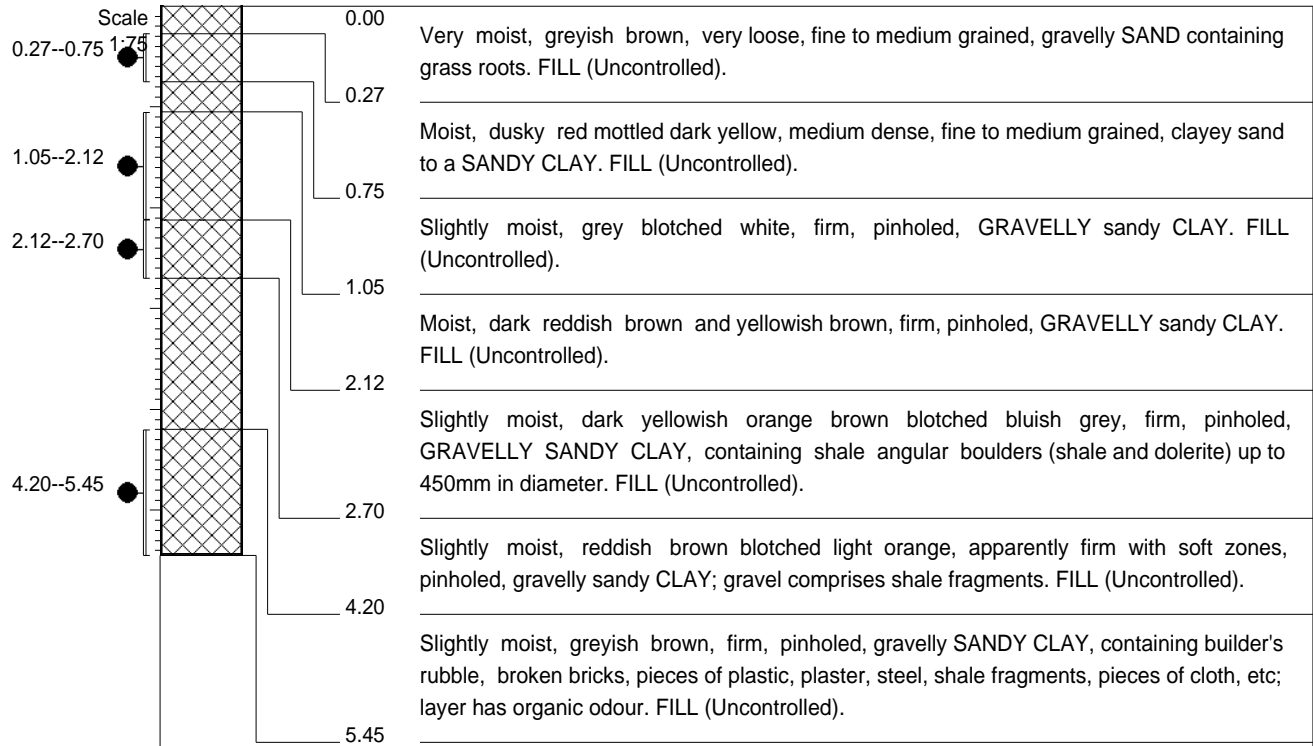 Scale
1:75
0.00
Very moist, greyish brown, very loose, fine to medium grained, gravelly SAND containing
grass roots. FILL (Uncontrolled).
0.27--0.75
0.27
Moist, dusky red mottled dark yellow, medium dense, fine to medium grained, clayey sand
to a SANDY CLAY. FILL (Uncontrolled).
1.05--2.12
0.75
Slightly moist, grey blotched white, firm, pinholed, GRAVELLY sandy CLAY. FILL
(Uncontrolled).
2.12--2.70
1.05
Moist, dark reddish brown and yellowish brown, firm, pinholed, GRAVELLY sandy CLAY.
FILL (Uncontrolled).
2.12
Slightly moist, dark yellowish orange brown blotched bluish grey, firm, pinholed,
GRAVELLY SANDY CLAY, containing shale angular boulders (shale and dolerite) up to
450mm in diameter. FILL (Uncontrolled).
4.20--5.45
2.70
Slightly moist, reddish brown blotched light orange, apparently firm with soft zones,
pinholed, gravelly sandy CLAY; gravel comprises shale fragments. FILL (Uncontrolled).
4.20
Slightly moist, greyish brown, firm, pinholed, gravelly SANDY CLAY, containing builder's
rubble, broken bricks, pieces of plastic, plaster, steel, shale fragments, pieces of cloth, etc;
layer has organic odour. FILL (Uncontrolled).
5.45